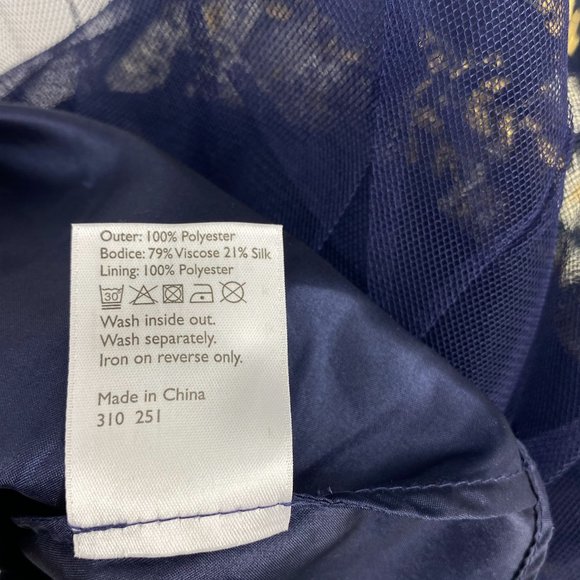 Outer: 100% Polyester
Bodice: 79% Viscose 21% Silk
Lining: 100% Polyester
30
Wash inside out.
Wash separately.
Iron on reverse only.
Made in China
310 251